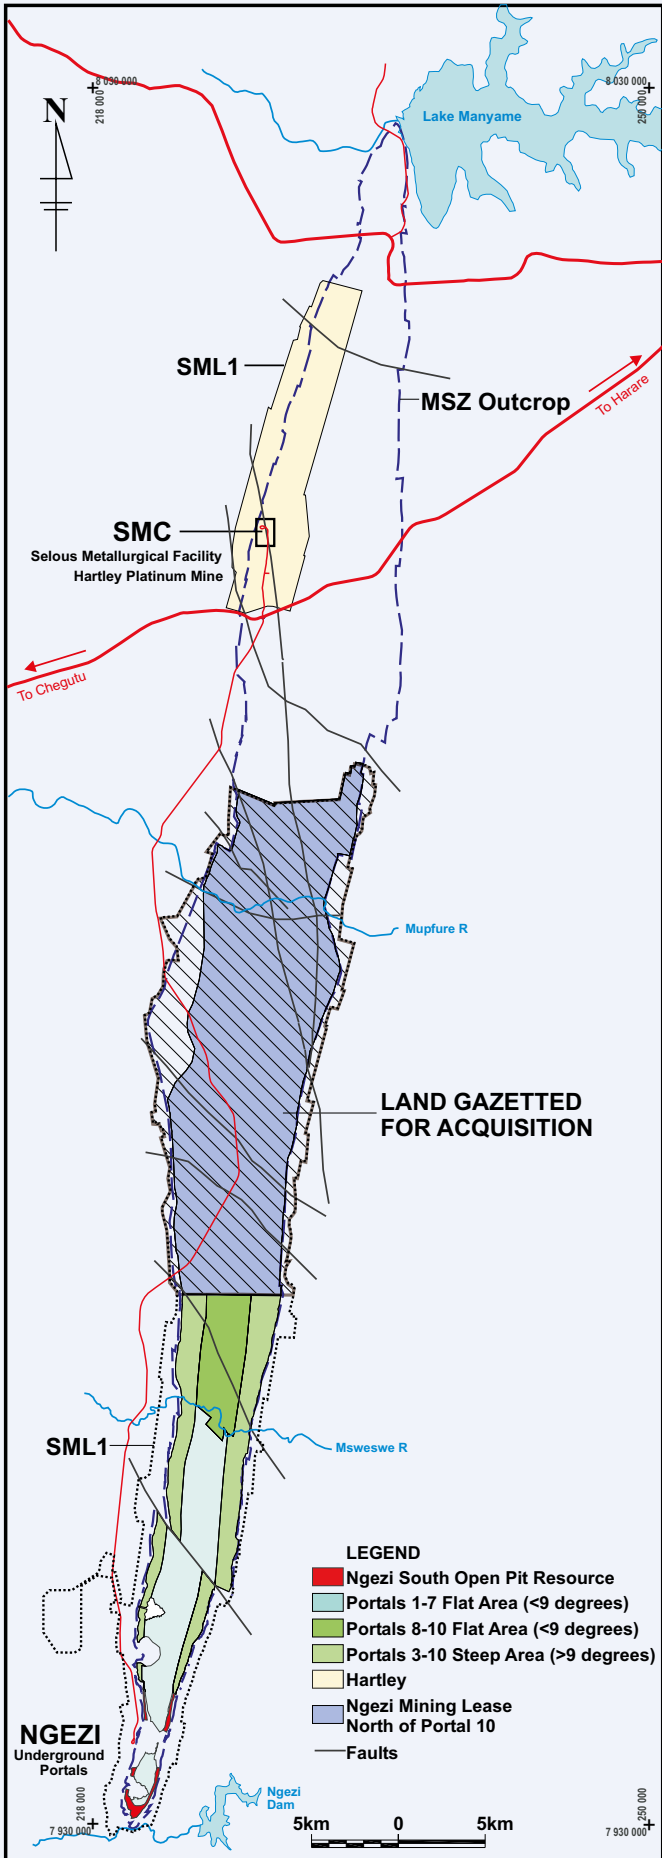 8 030 000
218 000
8 030 000
250 000
N
Lake Manyame
SML1
MSZ Outcrop
To Harare
SMC
Selous Metallurgical Facility
Hartley Platinum Mine
To Chegutu
Mupfure R
LAND GAZETTED
FOR ACQUISITION
SML1
Msweswe R
LEGEND
Ngezi South Open Pit Resource
Portals 1-7 Flat Area (<9 degrees)
Portals 8-10 Flat Area (<9 degrees)
Portals 3-10 Steep Area (>9 degrees)
Hartley
Ngezi Mining Lease
North of Portal 10
Faults
NGEZI
Underground
Portals
Ngezi
Dam
218 000
7 930 000
5km
0
5km
250 000
7 930 000